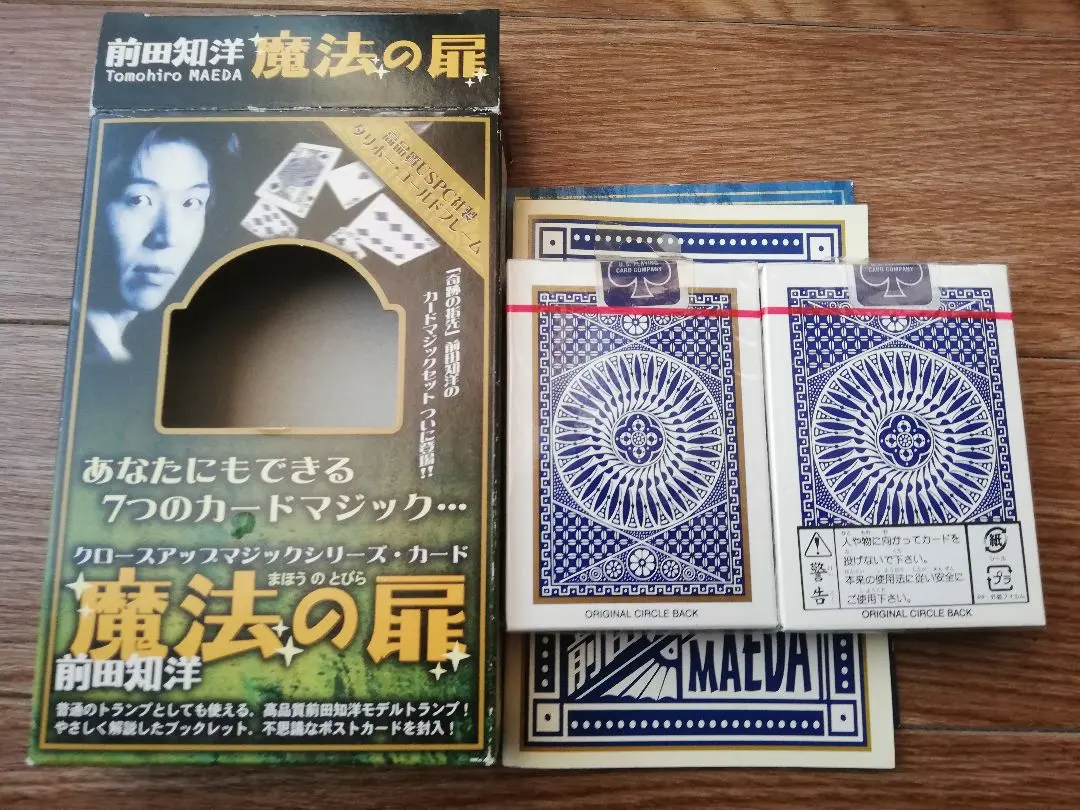 前田知洋
Tomohiro MAEDA
魔法の扉
高品質USPC社製
タリホー・ゴールドフレーム
『奇跡の指先』前田知洋の
カードマジックセット ついに登場!!
あなたにもできる
7つのカードマジック…
クローズアップマジックシリーズ・カード
まほう の とびら
魔法の扉
前田知洋
普通のトランプとしても使える、高品質前田知洋モデルトランプ!
やさしく解説したブックレット、不思議なポストカードを封入!
U.S. PLAYING
CARD COMPANY
ORIGINAL CIRCLE BACK
CARD COMPANY
警告
人や物に向かってカードを
投げないで下さい。
本来の使用法に従い安全に
ご使用下さい。
紙
プラ
ORIGINAL CIRCLE BACK
前田
MAEDA